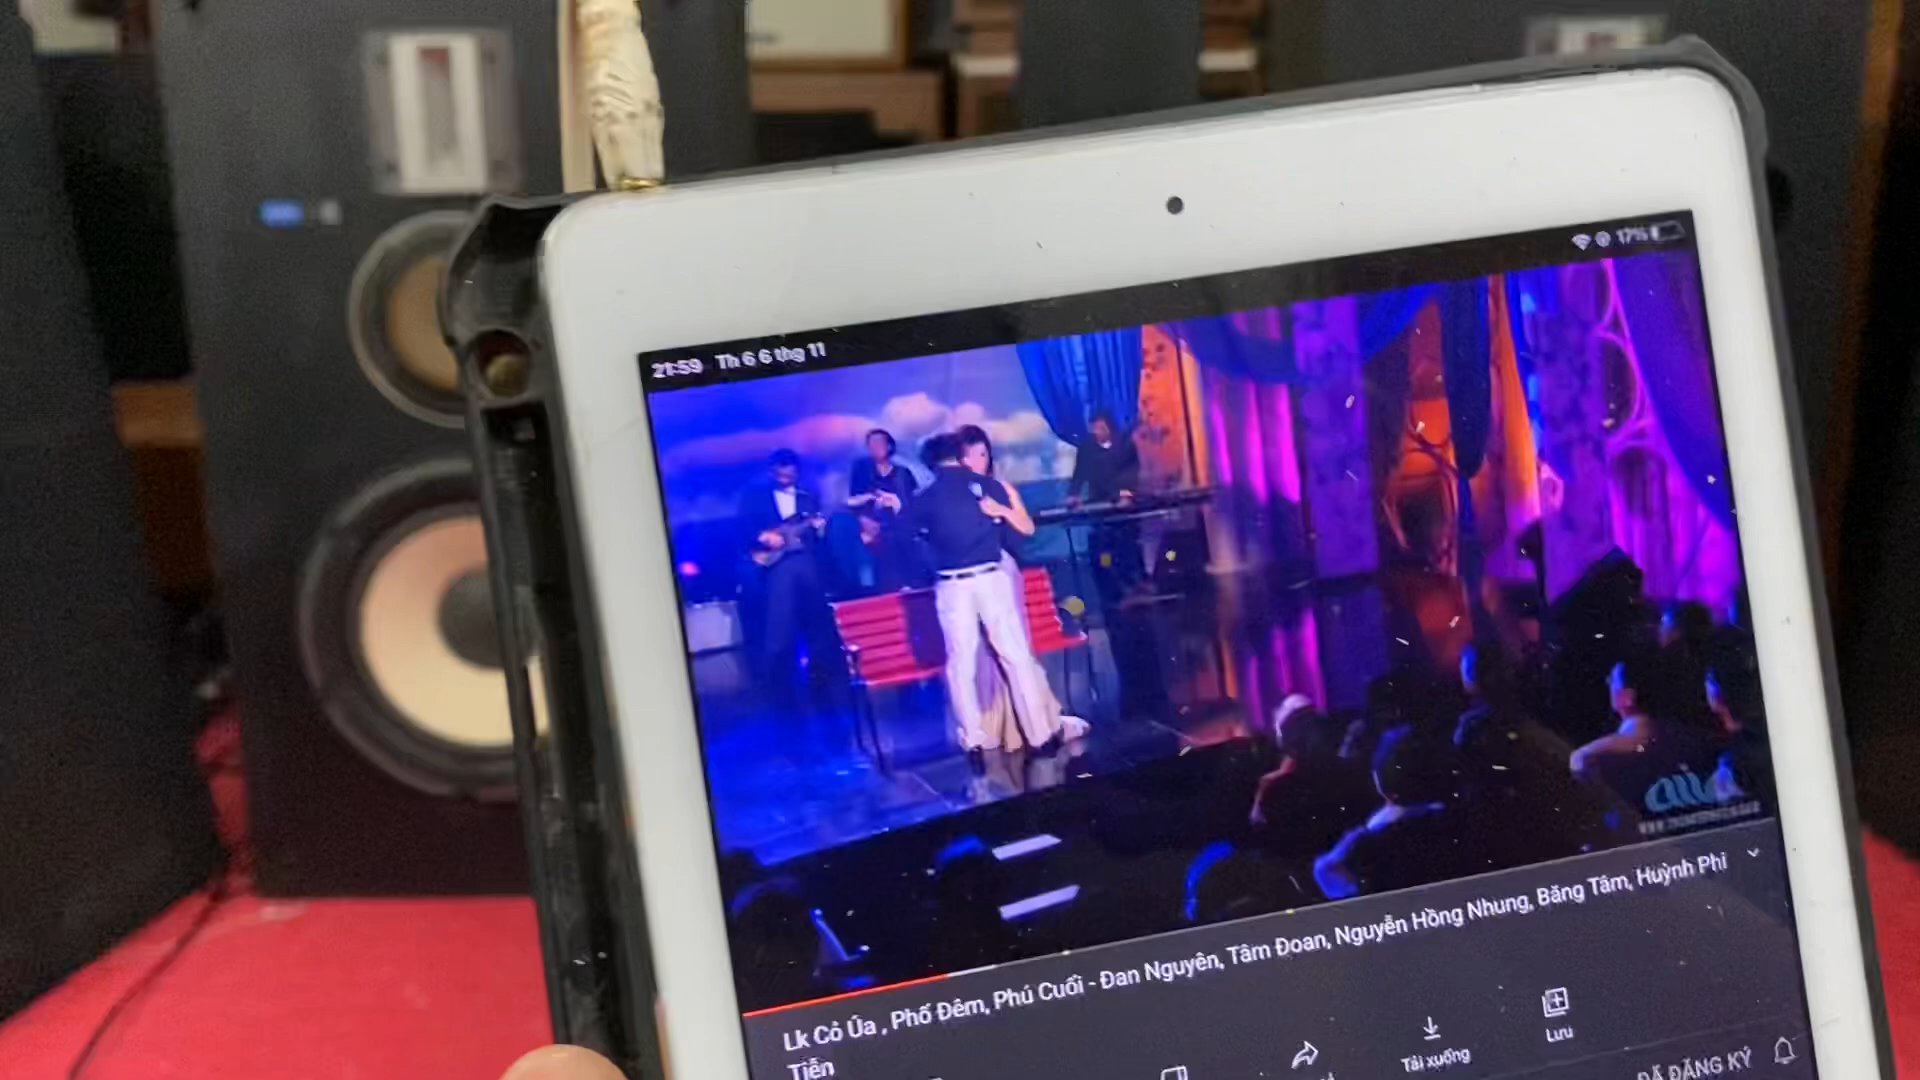 21:59 Th 6 6 thg 11
17%
asia
Lk Cỏ Úa , Phố Đêm, Phú Cuối - Đan Nguyên, Tâm Đoan, Nguyễn Hồng Nhung, Băng Tâm, Huỳnh Phi
Tiễn
Tải xuống
Lưu
ĐÃ ĐĂNG KÝ